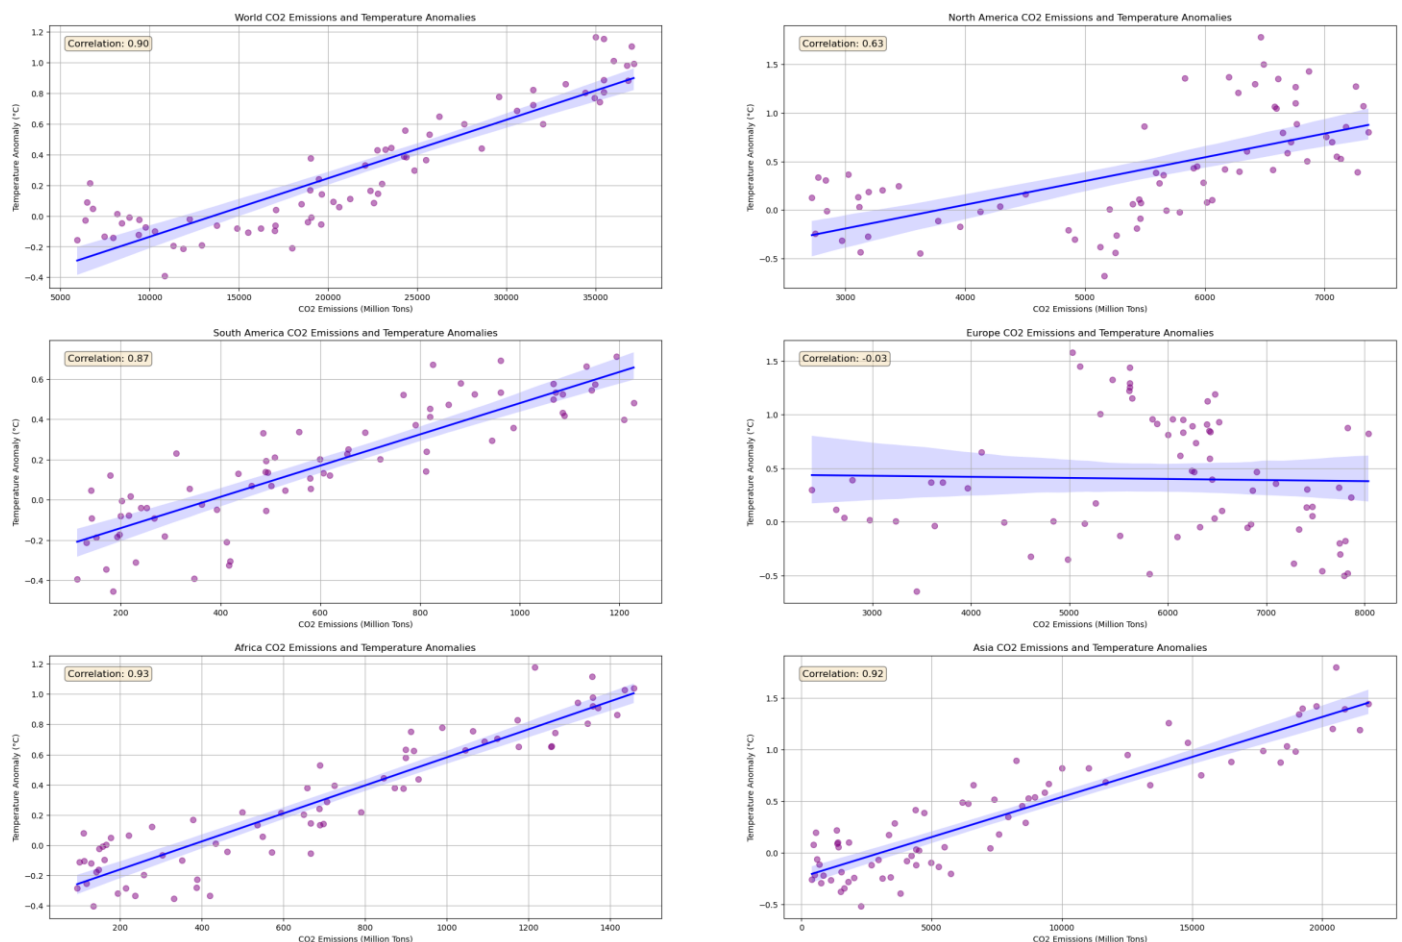 World CO2 Emissions and Temperature Anomalies
Correlation: 0.90
1.2
1.0
0.8
0.6
0.4
0.2
0.0
−0.2
−0.4
Temperature Anomaly (°C)
5000 10000 15000 20000 25000 30000 35000
CO2 Emissions (Million Tons)
North America CO2 Emissions and Temperature Anomalies
Correlation: 0.63
1.5
1.0
0.5
0.0
−0.5
Temperature Anomaly (°C)
3000 4000 5000 6000 7000
CO2 Emissions (Million Tons)
South America CO2 Emissions and Temperature Anomalies
Correlation: 0.87
0.6
0.4
0.2
0.0
−0.2
−0.4
Temperature Anomaly (°C)
200 400 600 800 1000 1200
CO2 Emissions (Million Tons)
Europe CO2 Emissions and Temperature Anomalies
Correlation: -0.03
1.5
1.0
0.5
0.0
−0.5
Temperature Anomaly (°C)
3000 4000 5000 6000 7000 8000
CO2 Emissions (Million Tons)
Africa CO2 Emissions and Temperature Anomalies
Correlation: 0.93
1.2
1.0
0.8
0.6
0.4
0.2
0.0
−0.2
−0.4
Temperature Anomaly (°C)
200 400 600 800 1000 1200 1400
CO2 Emissions (Million Tons)
Asia CO2 Emissions and Temperature Anomalies
Correlation: 0.92
1.5
1.0
0.5
0.0
−0.5
Temperature Anomaly (°C)
0 5000 10000 15000 20000
CO2 Emissions (Million Tons)